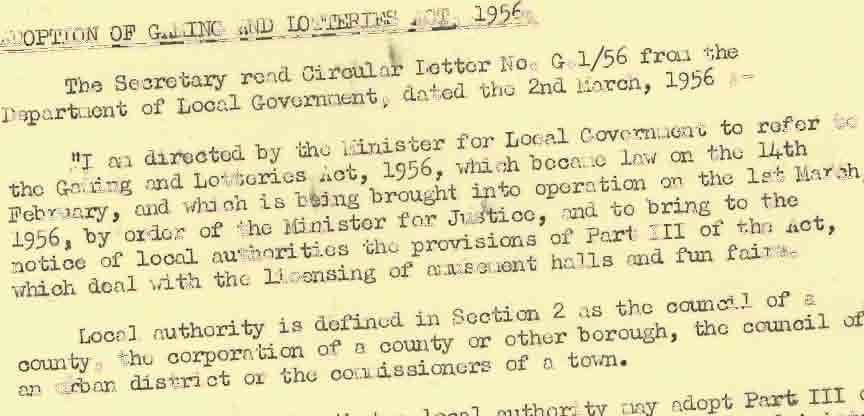 ADOPTION OF GAMING AND LOTTERIES ACT, 1956.
The Secretary read Circular Letter No. G.1/56 from the
Department of Local Government, dated the 2nd March, 1956 :-
"I am directed by the Minister for Local Government to refer to
the Gaming and Lotteries Act, 1956, which became law on the 14th
February, and which is being brought into operation on the 1st March,
1956, by order of the Minister for Justice, and to bring to the
notice of local authorities the provisions of Part III of the Act,
which deal with the licensing of amusement halls and fun fairs.
Local authority is defined in Section 2 as the council of a
county, the corporation of a county or other borough, the council of
an urban district or the commissioners of a town.
local authority may adopt Part III